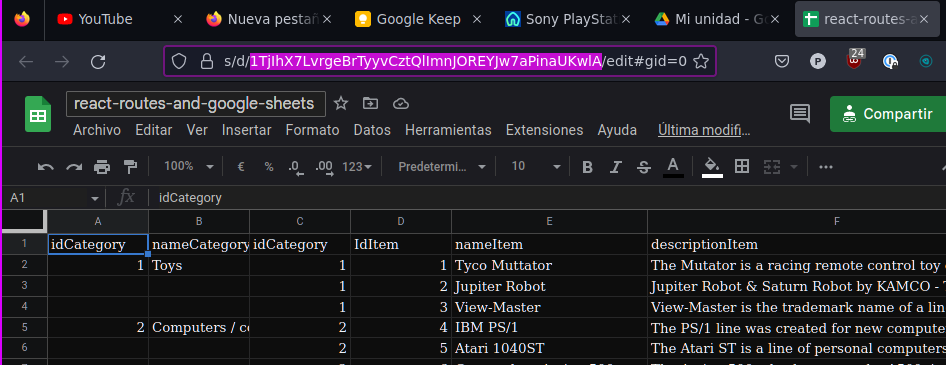 YouTube Nueva pestañ Google Keep Sony PlayStat Mi unidad - Go react-routes-a
s/d/1TjIhX7LvrgeBrTyyvCztQlImnJOREYJw7aPinaUKwlA/edit#gid=0 24
react-routes-and-google-sheets
Compartir
Archivo Editar Ver Insertar Formato Datos Herramientas Extensiones Ayuda Última modifi…
100% € % .0 .00 123 Predetermi... 10 B I S A
A1 fx idCategory
A B C D E F
1 idCategory nameCategory idCategory IdItem nameItem descriptionItem
2 1 Toys 1 1 Tyco Muttator The Mutator is a racing remote control toy
3 1 2 Jupiter Robot Jupiter Robot & Saturn Robot by KAMCO -
4 1 3 View-Master View-Master is the trademark name of a lin
5 2 Computers / co 2 4 IBM PS/1 The PS/1 line was created for new compute
6 2 5 Atari 1040ST The Atari ST is a line of personal computers